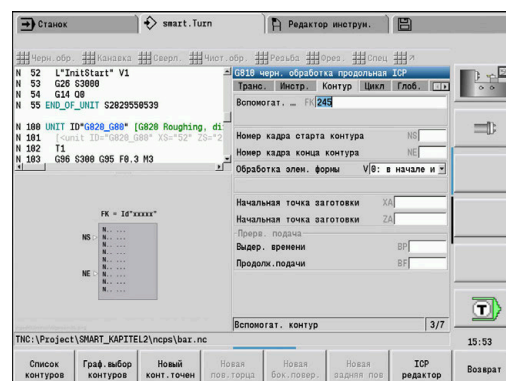 Станок smart.Turn Редактор инструн.
Черн.обр. Канавка Сверл. Чист.обр. Резьба Фрез. Спец
N 52 L"InitStart" V1
N 53 G26 S3000
N 54 G14 Q0
N 55 END_OF_UNIT S2829550539
N 100 UNIT ID"G820_G80" [G820 Roughing, di
N 101 [<unit ID="G820_G80" XS="52" ZS="2
N 102 T1
N 103 G96 S300 G95 F0.3 M3
G810 черн. обработка продольная ICP
Транс. Инстр. Контур Цикл Глоб.
Вспомогат. … FK 245
Номер кадра старта контура NS
Номер кадра конца контура NE
Обработка элем. формы V 0: в начале и
Начальная точка заготовки XA
Начальная точка заготовки ZA
Прерв. подача
Выдер. времени BP
Продолж.подачи BF
Вспомогат. контур 3/7
FK = Id"xxxxx"
NS
NE
N.. ...
N.. ...
N.. ...
N.. ...
N.. ...
N.. ...
N.. ...
N.. ...
TNC:\Project\SMART_KAPITEL2\ncps\bar.nc
T
15:53
Список контуров
Граф.выбор контуров
Новый конт.точен
Новая пов.торца
Новая бок.повер.
Новая задняя пов
ICP редактор
Возврат